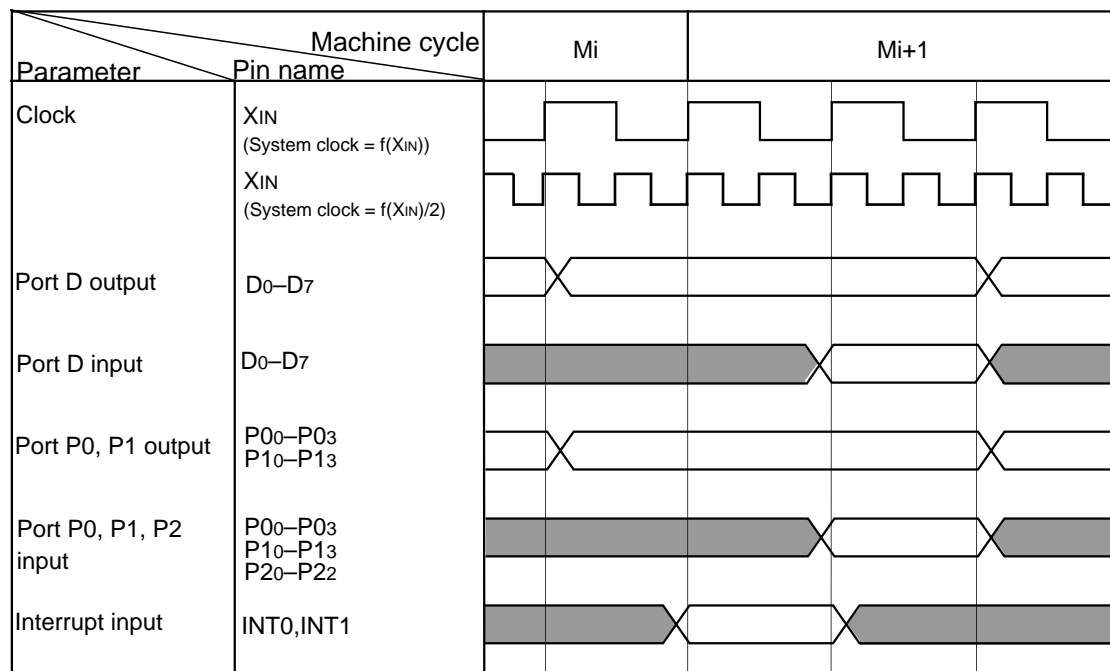 Machine cycle
Parameter
Pin name
Mi
Mi+1
Clock
XIN
(System clock = f(XIN))
XIN
(System clock = f(XIN)/2)
Port D output
D0–D7
Port D input
D0–D7
Port P0, P1 output
P00–P03
P10–P13
Port P0, P1, P2
input
P00–P03
P10–P13
P20–P22
Interrupt input
INT0,INT1